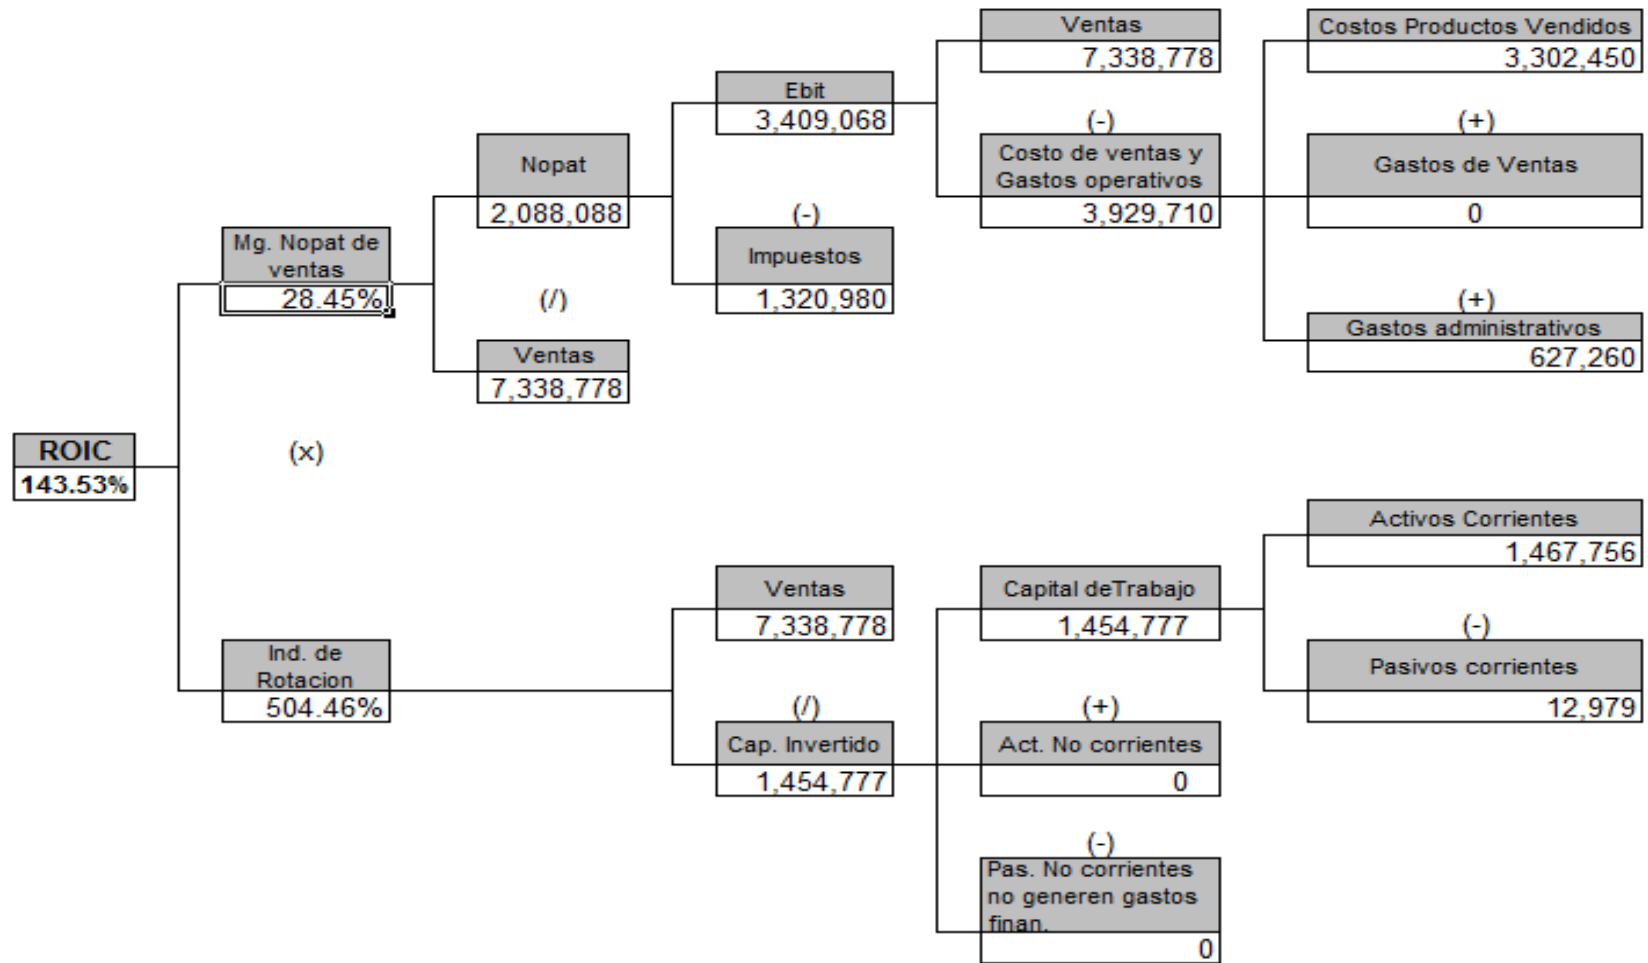 Ventas
7,338,778
Costos Productos Vendidos
3,302,450
Ebit
3,409,068
(-)
(+)
Nopat
2,088,088
Costo de ventas y
Gastos operativos
3,929,710
Gastos de Ventas
0
(-)
Mg. Nopat de
ventas
28.45%
Impuestos
1,320,980
(/)
(+)
Gastos administrativos
627,260
Ventas
7,338,778
ROIC
143.53%
(x)
Activos Corrientes
1,467,756
Ventas
7,338,778
Capital deTrabajo
1,454,777
(-)
Ind. de
Rotacion
504.46%
Pasivos corrientes
12,979
(/)
(+)
Cap. Invertido
1,454,777
Act. No corrientes
0
(-)
Pas. No corrientes
no generen gastos
finan.
0